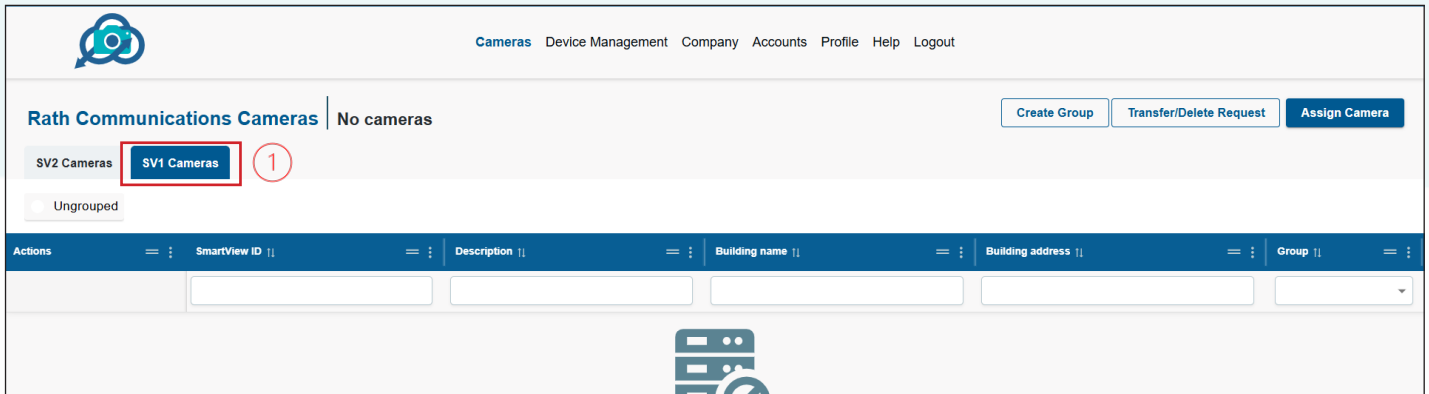 Cameras Device Management Company Accounts Profile Help Logout
Rath Communications Cameras No cameras
Create Group Transfer/Delete Request Assign Camera
SV2 Cameras SV1 Cameras 1
Ungrouped
Actions SmartView ID Description Building name Building address Group